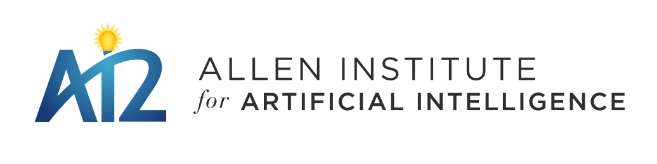 Ai2
ALLEN INSTITUTE
for ARTIFICIAL INTELLIGENCE